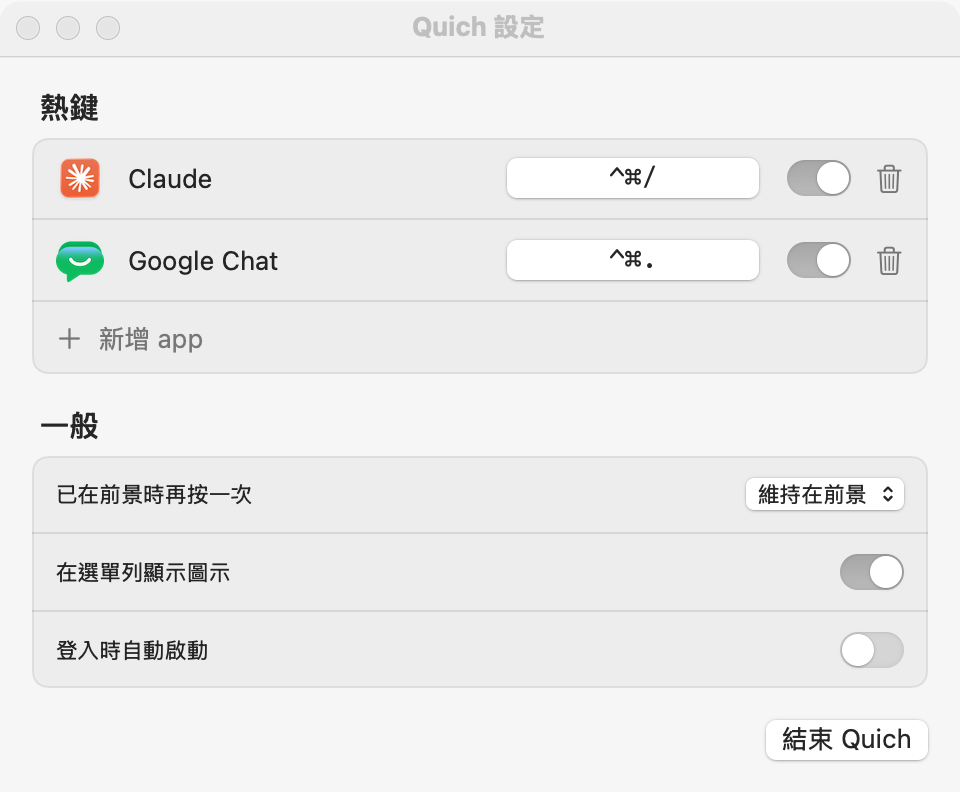 Quich 設定
熱鍵
Claude ^⌘/
Google Chat ^⌘.
+ 新增 app
一般
已在前景時再按一次 維持在前景
在選單列顯示圖示
登入時自動啟動
結束 Quich